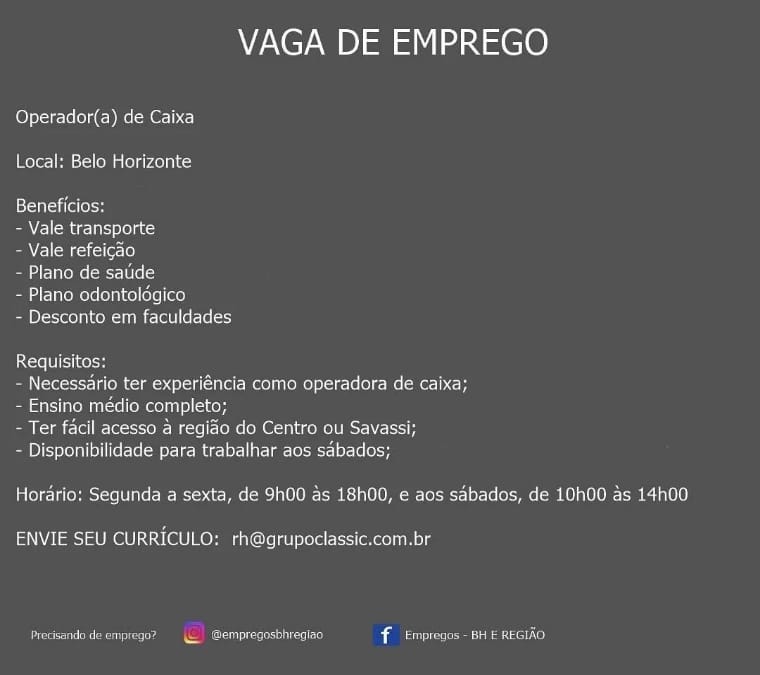 VAGA DE EMPREGO
Operador(a) de Caixa
Local: Belo Horizonte
Benefícios:
- Vale transporte
- Vale refeição
- Plano de saúde
- Plano odontológico
- Desconto em faculdades
Requisitos:
- Necessário ter experiência como operadora de caixa;
- Ensino médio completo;
- Ter fácil acesso à região do Centro ou Savassi;
- Disponibilidade para trabalhar aos sábados;
Horário: Segunda a sexta, de 9h00 às 18h00, e aos sábados, de 10h00 às 14h00
ENVIE SEU CURRÍCULO: rh@grupoclassic.com.br
Precisando de emprego? @empregosbhregiao f Empregos - BH E REGIÃO